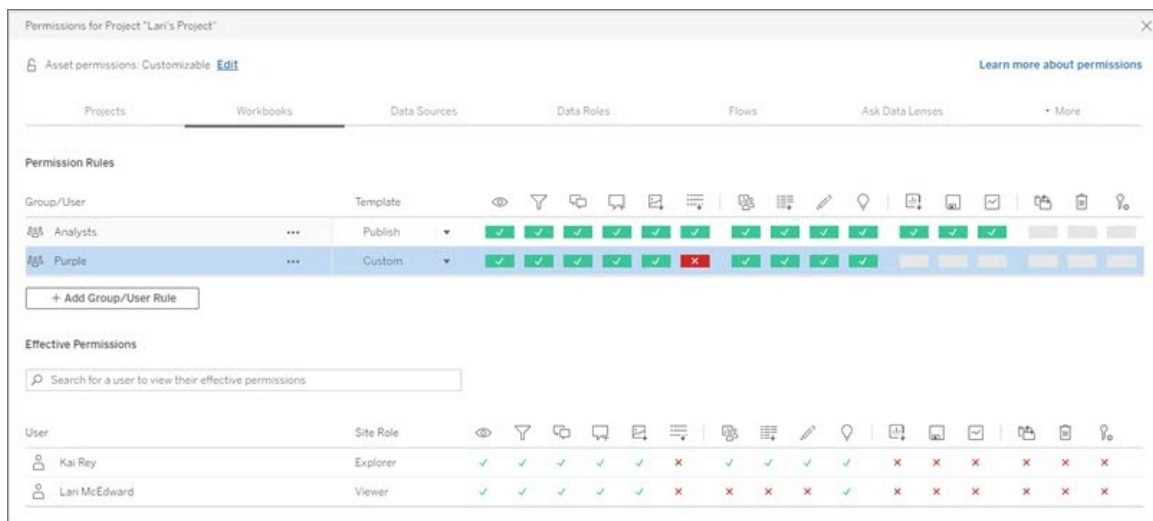 Permissions for Project "Lari's Project"
Asset permissions: Customizable Edit
Learn more about permissions
Projects Workbooks Data Sources Data Roles Flows Ask Data Lenses • More
Permission Rules
Group/User Template
Analysts ••• Publish
Purple ••• Custom
+ Add Group/User Rule
Effective Permissions
Search for a user to view their effective permissions
User Site Role
Kai Rey Explorer
Lari McEdward Viewer